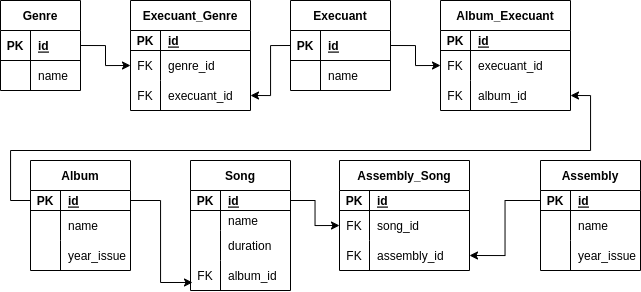 Genre
PK id
name
Execuant_Genre
PK id
FK genre_id
FK execuant_id
Execuant
PK id
name
Album_Execuant
PK id
FK execuant_id
FK album_id
Album
PK id
name
year_issue
Song
PK id
name
duration
FK album_id
Assembly_Song
PK id
FK song_id
FK assembly_id
Assembly
PK id
name
year_issue